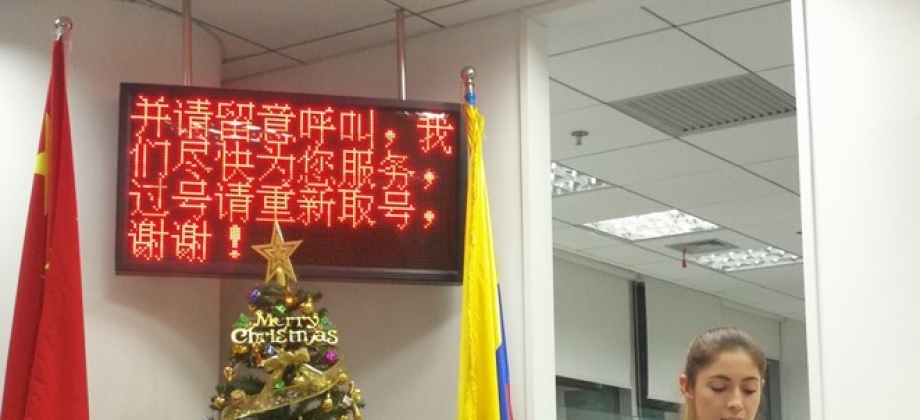 并请留意呼叫，我
们尽快为您服务，
过号请重新取号，
谢谢！
Merry
Christmas